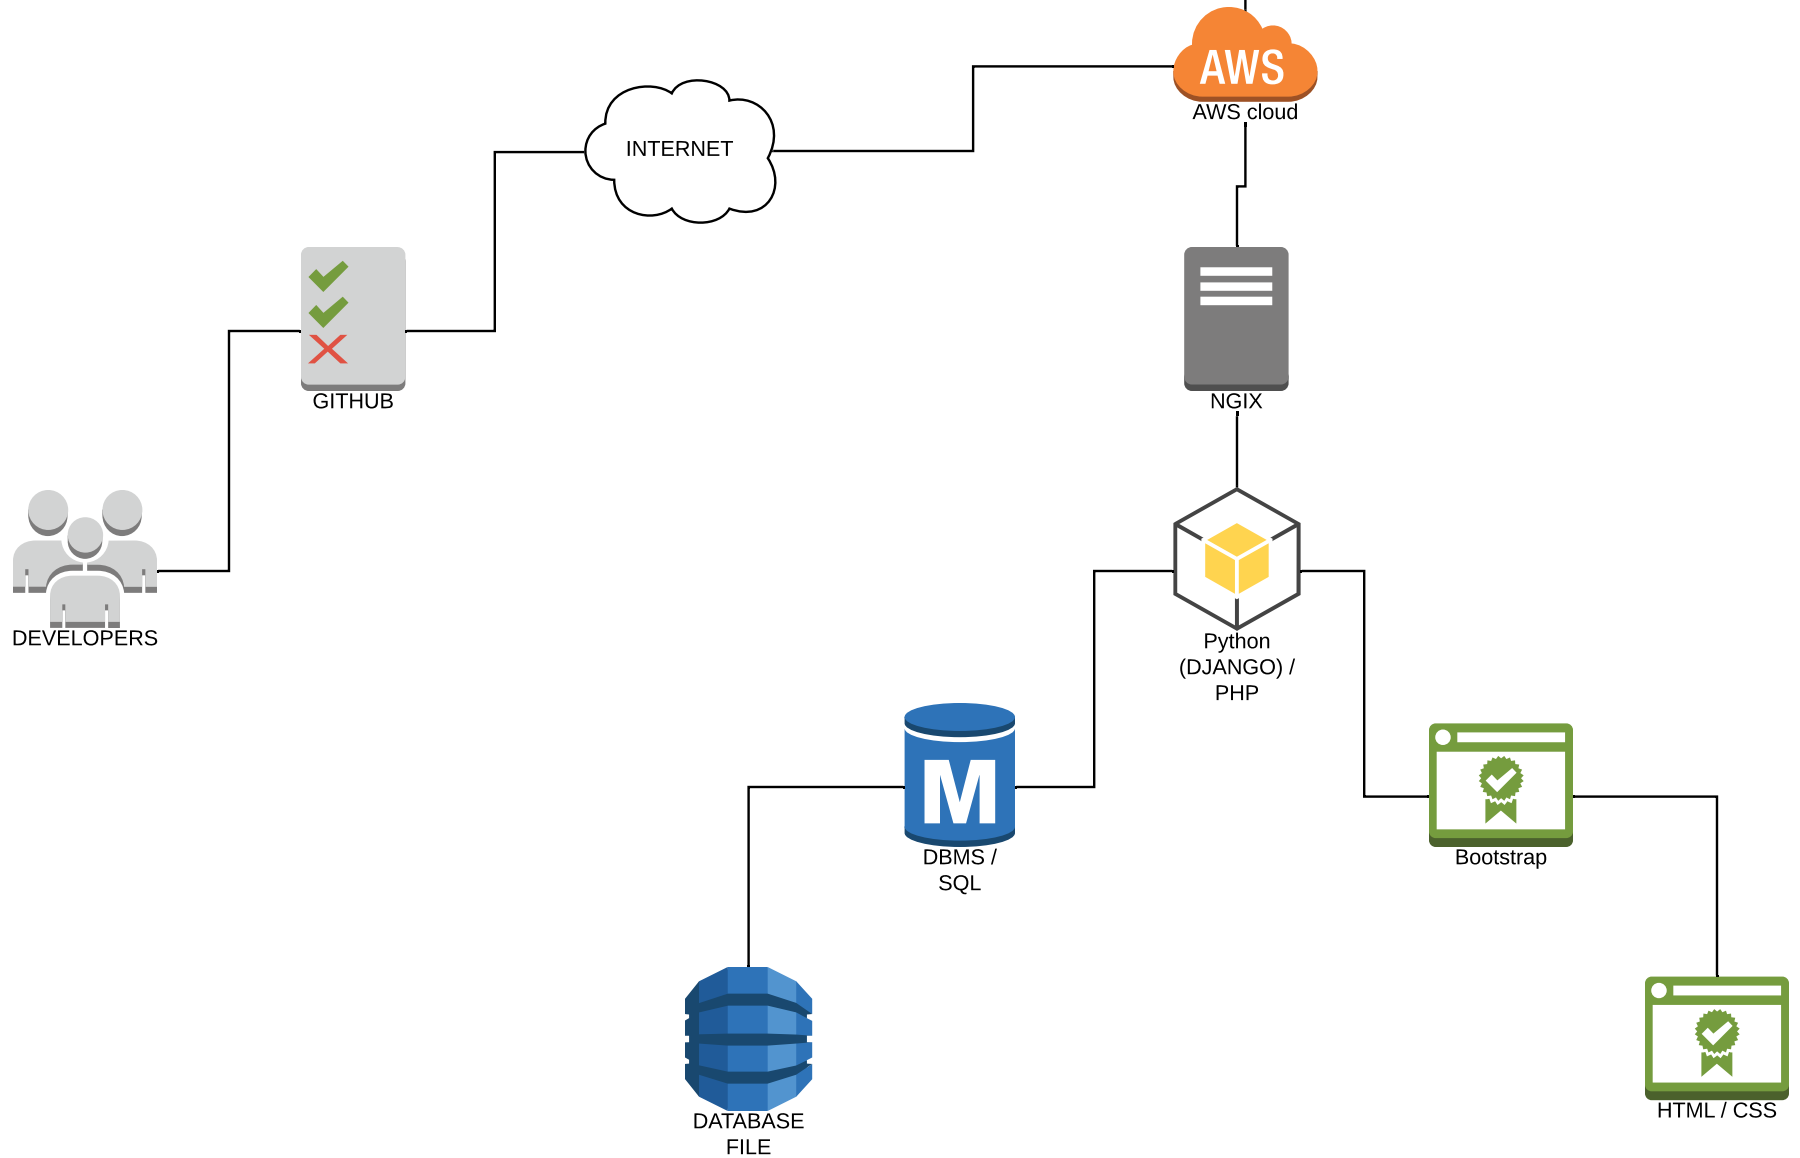 AWS
AWS cloud
INTERNET
GITHUB
NGIX
DEVELOPERS
Python
(DJANGO) /
PHP
M
DBMS /
SQL
Bootstrap
DATABASE
FILE
HTML / CSS